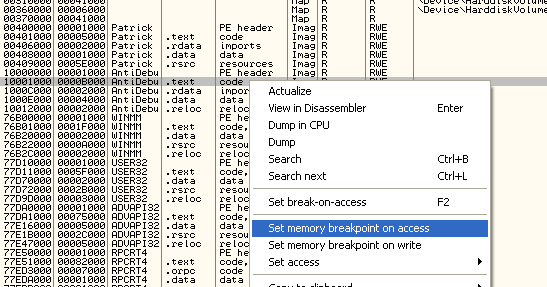 00360000 00006000 Map R R \Device\HarddiskVolume
00370000 00041000 Map R R
00400000 00001000 Patrick PE header Imag R RWE
00401000 00005000 Patrick .text code Imag R RWE
00406000 00002000 Patrick .rdata imports Imag R RWE
00408000 00001000 Patrick .data data Imag R RWE
00409000 0005E000 Patrick .rsrc resources Imag R RWE
10000000 00001000 AntiDebu PE header Imag R RWE
10001000 0000B000 AntiDebu .text code Imag R RWE
1000C000 00002000 AntiDebu .rdata impor
1000E000 00004000 AntiDebu .data data
10012000 00002000 AntiDebu .reloc reloc
76B00000 00001000 WINMM PE he
76B01000 0001F000 WINMM .text code,
76B20000 00002000 WINMM .data data
76B22000 0000A000 WINMM .rsrc resou
76B2C000 00002000 WINMM .reloc reloc
77D10000 00001000 USER32 PE he
77D11000 0005F000 USER32 .text code,
77D70000 00002000 USER32 .data data
77D72000 0002B000 USER32 .rsrc resou
77D9D000 00003000 USER32 .reloc reloc
77DA0000 00001000 ADVAPI32 PE he
77DA1000 00075000 ADVAPI32 .text code,
77E16000 00005000 ADVAPI32 .data data
77E1B000 0002C000 ADVAPI32 .rsrc resou
77E47000 00005000 ADVAPI32 .reloc reloc
77E50000 00001000 RPCRT4 PE he
77E51000 00082000 RPCRT4 .text code,
77ED3000 00007000 RPCRT4 .orpc code
77EDA000 00001000 RPCRT4 .data data
Actualize
View in Disassembler Enter
Dump in CPU
Dump
Search Ctrl+B
Search next Ctrl+L
Set break-on-access F2
Set memory breakpoint on access
Set memory breakpoint on write
Set access
Copy to clipboard